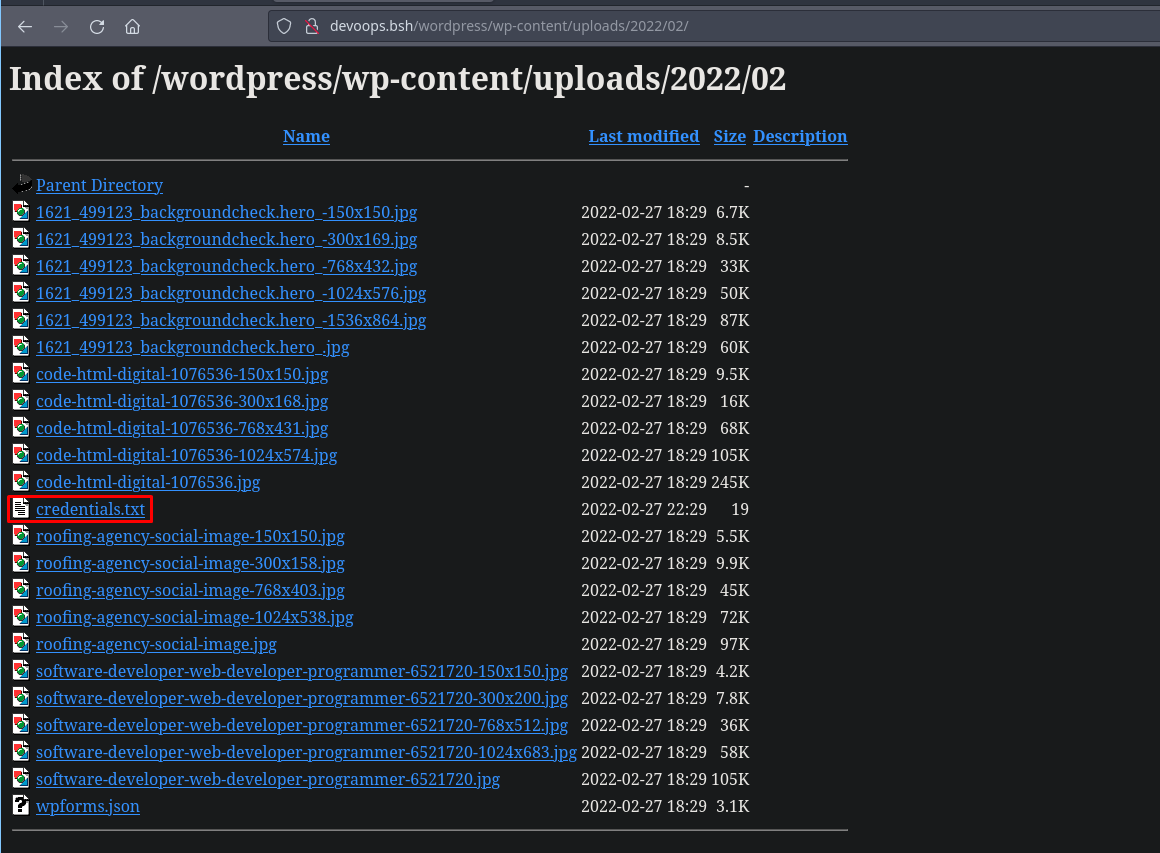 devoops.bsh/wordpress/wp-content/uploads/2022/02/
Index of /wordpress/wp-content/uploads/2022/02
Name Last modified Size Description
Parent Directory -
1621_499123_backgroundcheck.hero_-150x150.jpg 2022-02-27 18:29 6.7K
1621_499123_backgroundcheck.hero_-300x169.jpg 2022-02-27 18:29 8.5K
1621_499123_backgroundcheck.hero_-768x432.jpg 2022-02-27 18:29 33K
1621_499123_backgroundcheck.hero_-1024x576.jpg 2022-02-27 18:29 50K
1621_499123_backgroundcheck.hero_-1536x864.jpg 2022-02-27 18:29 87K
1621_499123_backgroundcheck.hero_.jpg 2022-02-27 18:29 60K
code-html-digital-1076536-150x150.jpg 2022-02-27 18:29 9.5K
code-html-digital-1076536-300x168.jpg 2022-02-27 18:29 16K
code-html-digital-1076536-768x431.jpg 2022-02-27 18:29 68K
code-html-digital-1076536-1024x574.jpg 2022-02-27 18:29 105K
code-html-digital-1076536.jpg 2022-02-27 18:29 245K
credentials.txt 2022-02-27 22:29 19
roofing-agency-social-image-150x150.jpg 2022-02-27 18:29 5.5K
roofing-agency-social-image-300x158.jpg 2022-02-27 18:29 9.9K
roofing-agency-social-image-768x403.jpg 2022-02-27 18:29 45K
roofing-agency-social-image-1024x538.jpg 2022-02-27 18:29 72K
roofing-agency-social-image.jpg 2022-02-27 18:29 97K
software-developer-web-developer-programmer-6521720-150x150.jpg 2022-02-27 18:29 4.2K
software-developer-web-developer-programmer-6521720-300x200.jpg 2022-02-27 18:29 7.8K
software-developer-web-developer-programmer-6521720-768x512.jpg 2022-02-27 18:29 36K
software-developer-web-developer-programmer-6521720-1024x683.jpg 2022-02-27 18:29 58K
software-developer-web-developer-programmer-6521720.jpg 2022-02-27 18:29 105K
wpforms.json 2022-02-27 18:29 3.1K